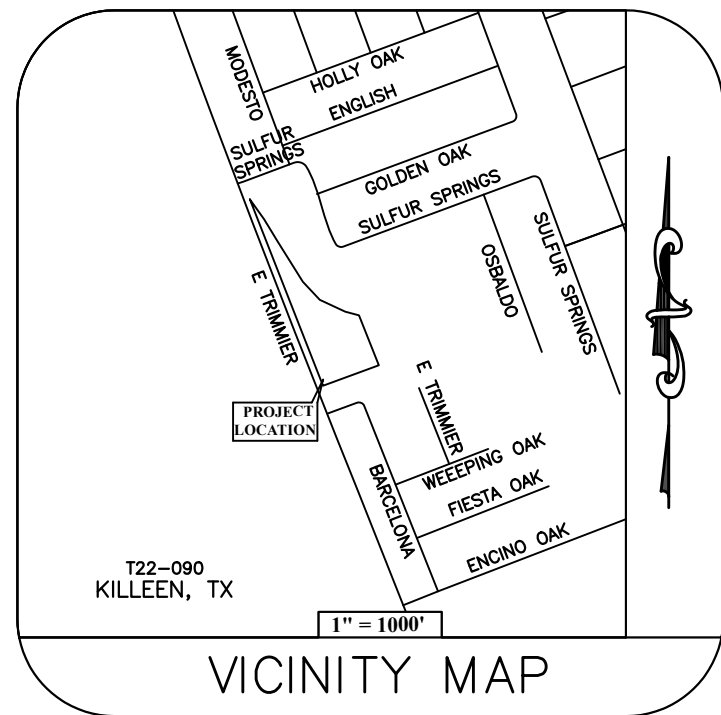 MODESTO
HOLLY OAK
ENGLISH
SULFUR
SPRINGS
GOLDEN OAK
SULFUR SPRINGS
OSBALDO
SULFUR SPRINGS
E TRIMMIER
PROJECT
LOCATION
E TRIMMIER
WEEEPING OAK
FIESTA OAK
BARCELONA
ENCINO OAK
T22-090
KILLEEN, TX
1" = 1000'
VICINITY MAP